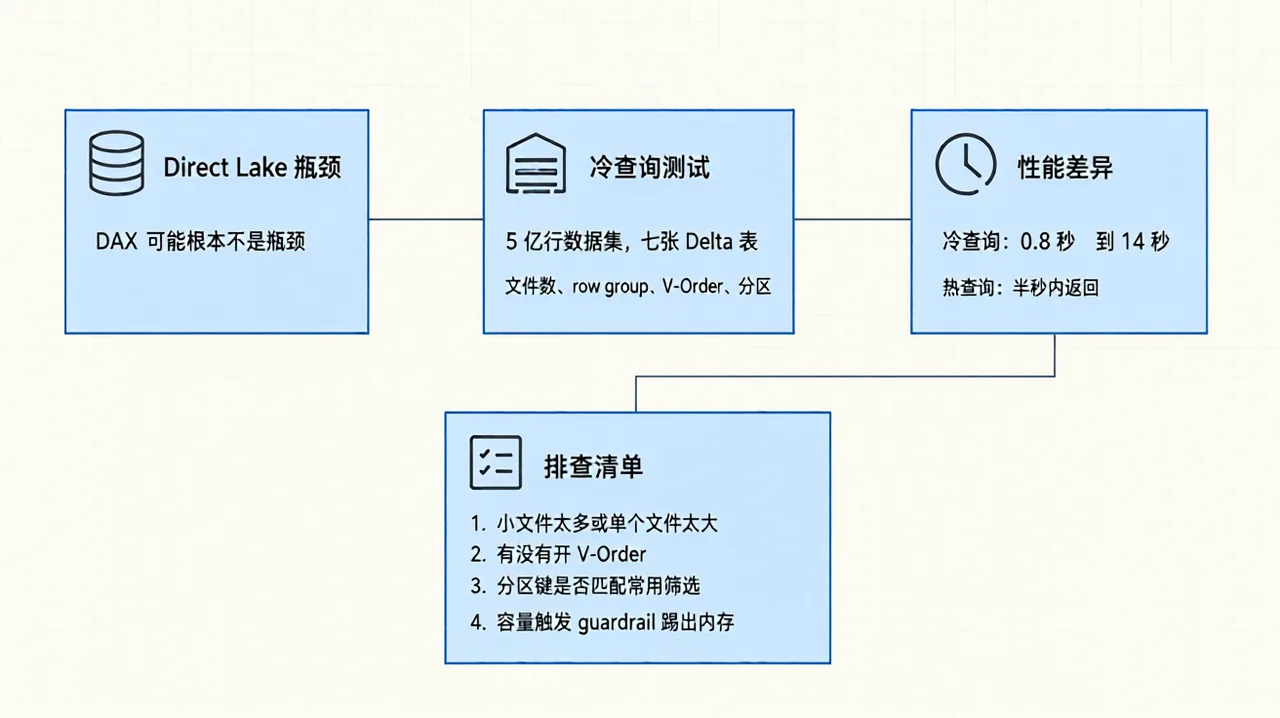 Direct Lake 瓶颈
DAX 可能根本不是瓶颈
冷查询测试
5 亿行数据集，七张 Delta 表
文件数、row group、V-Order、分区
性能差异
冷查询：0.8 秒 到 14 秒
热查询：半秒内返回
排查清单
1. 小文件太多或单个文件太大
2. 有没有开 V-Order
3. 分区键是否匹配常用筛选
4. 容量触发 guardrail 踢出内存